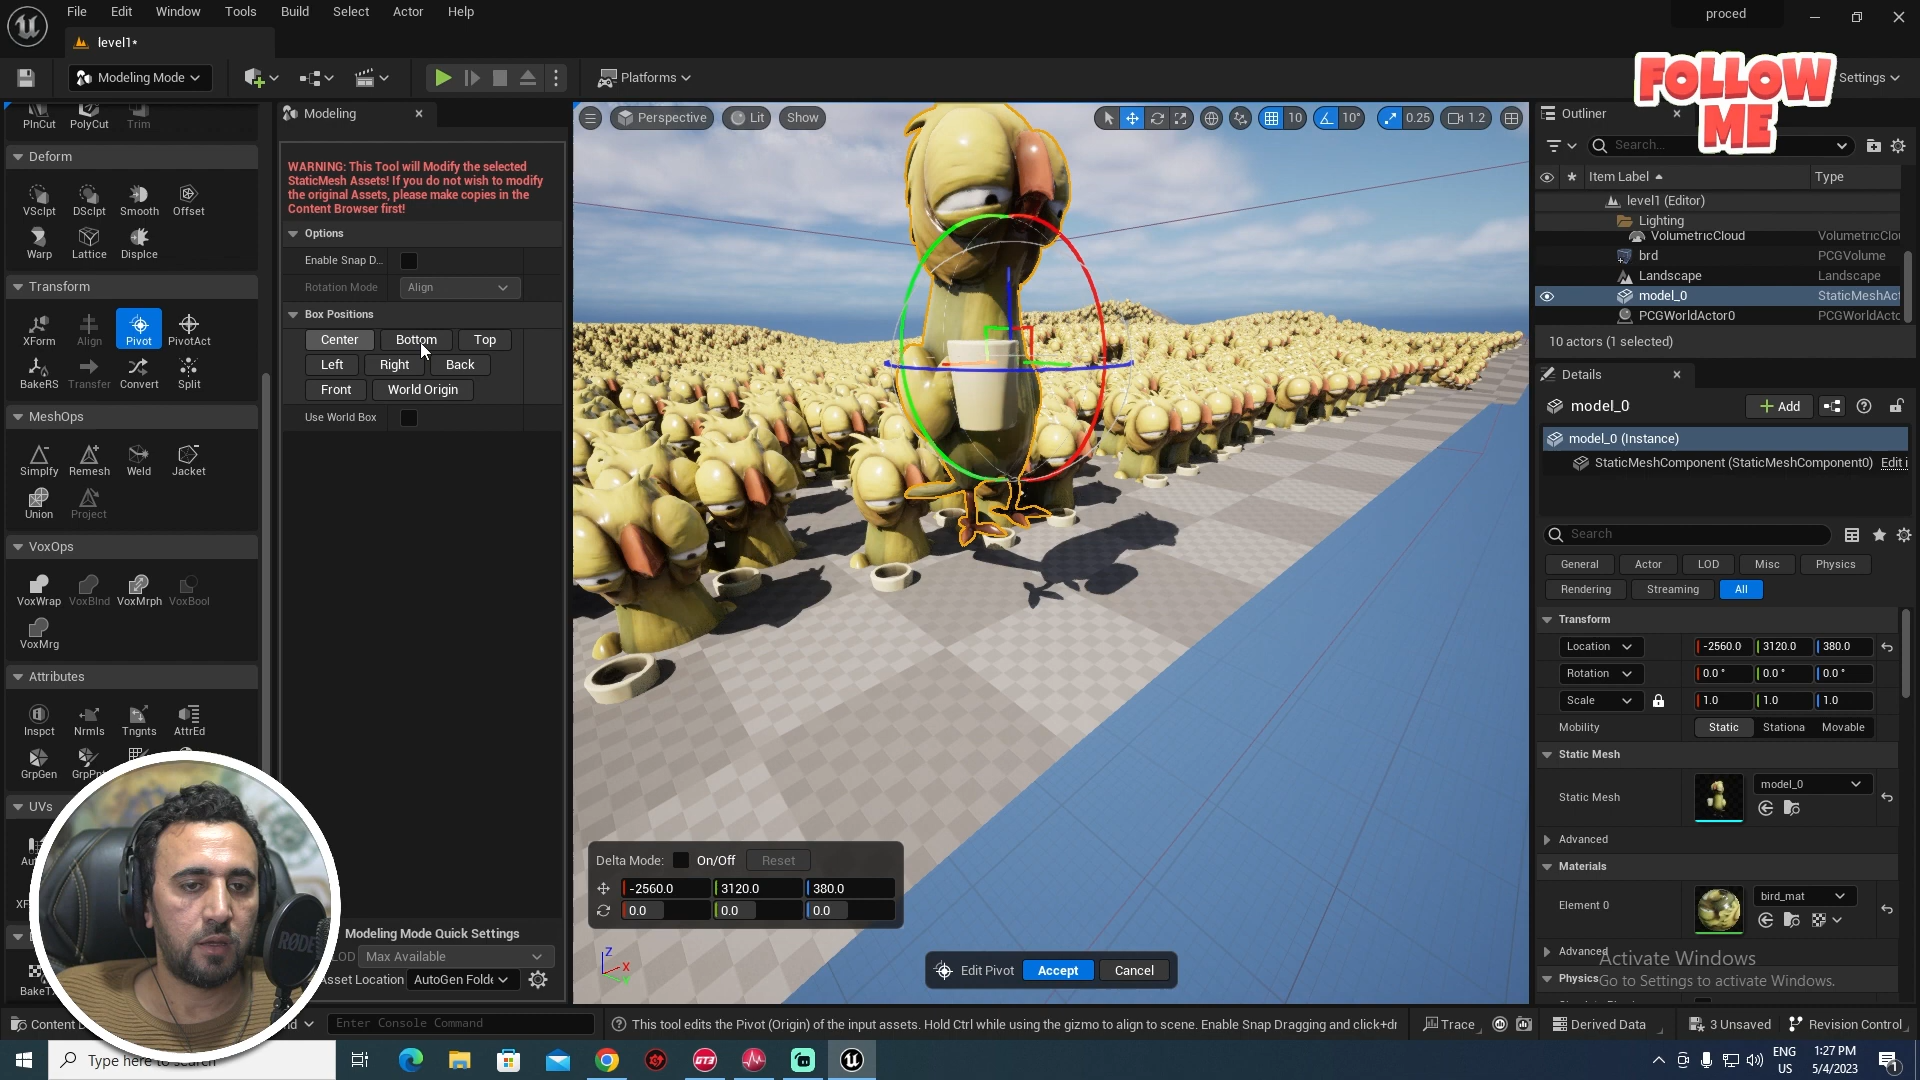 File Edit Window Tools Build Select Actor Help
proced
level1*
Modeling Mode
Platforms
FOLLOW
ME
Settings
PlnCut PolyCut Trim
Deform
VSclpt DSclpt Smooth Offset
Warp Lattice Displce
Transform
XForm Align Pivot PivotAct
BakeRS Transfer Convert Split
MeshOps
Simplfy Remesh Weld Jacket
Union Project
VoxOps
VoxWrap VoxBlnd VoxMrph VoxBool
VoxMrg
Attributes
Inspct Nrmls Tngnts AttrEd
GrpGen GrpPnt
UVs
BakeTx
Modeling
WARNING: This Tool will Modify the selected
StaticMesh Assets! If you do not wish to modify
the original Assets, please make copies in the
Content Browser first!
Options
Enable Snap D...
Rotation Mode Align
Box Positions
Center Bottom Top
Left Right Back
Front World Origin
Use World Box
Modeling Mode Quick Settings
LOD Max Available
Asset Location AutoGen Folde
Perspective Lit Show
10 10° 0.25 1.2
Delta Mode: On/Off Reset
-2560.0 3120.0 380.0
0.0 0.0 0.0
Z X
Edit Pivot Accept Cancel
Outliner
Search...
Item Label Type
level1 (Editor)
Lighting
VolumetricCloud VolumetricClou
brd PCGVolume
Landscape Landscape
model_0 StaticMeshAct
PCGWorldActor0 PCGWorldActo
10 actors (1 selected)
Details
model_0 Add
model_0 (Instance)
StaticMeshComponent (StaticMeshComponent0) Edit i
Search
General Actor LOD Misc Physics
Rendering Streaming All
Transform
Location -2560.0 3120.0 380.0
Rotation 0.0 ° 0.0 ° 0.0 °
Scale 1.0 1.0 1.0
Mobility Static Stationa Movable
Static Mesh
Static Mesh model_0
Advanced
Materials
Element 0 bird_mat
Advanced
Physics
Activate Windows
Go to Settings to activate Windows.
RODE
Enter Console Command
This tool edits the Pivot (Origin) of the input assets. Hold Ctrl while using the gizmo to align to scene. Enable Snap Dragging and click+dr
Trace Derived Data 3 Unsaved Revision Control
Type here to search
GT3
ENG
US
1:27 PM
5/4/2023
1